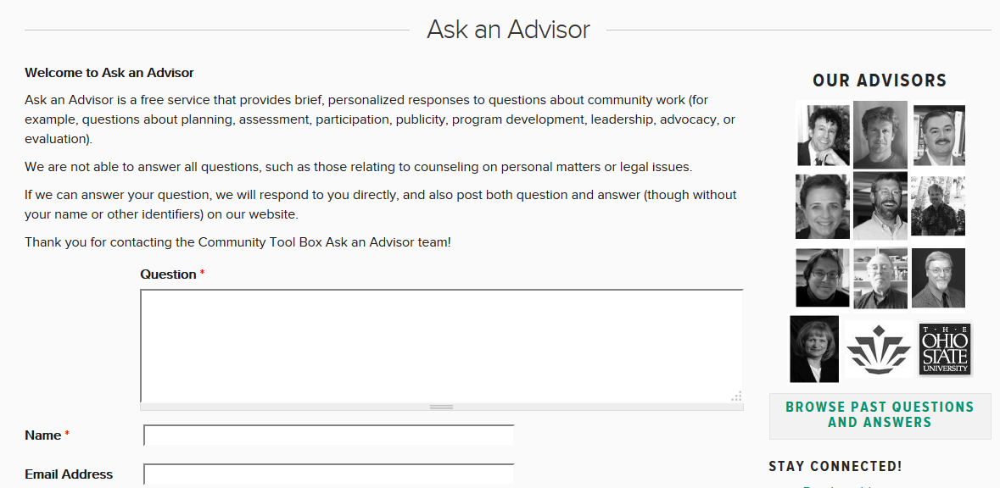 Ask an Advisor
Welcome to Ask an Advisor
Ask an Advisor is a free service that provides brief, personalized responses to questions about community work (for
example, questions about planning, assessment, participation, publicity, program development, leadership, advocacy, or
evaluation).
We are not able to answer all questions, such as those relating to counseling on personal matters or legal issues.
If we can answer your question, we will respond to you directly, and also post both question and answer (though without
your name or other identifiers) on our website.
Thank you for contacting the Community Tool Box Ask an Advisor team!
Question *
Name *
Email Address
OUR ADVISORS
T · H · E
OHIO
STATE
UNIVERSITY
BROWSE PAST QUESTIONS
AND ANSWERS
STAY CONNECTED!